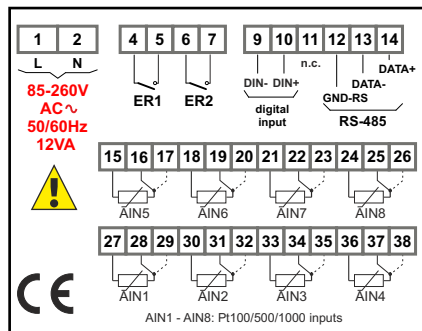 1 2 4 5 6 7 9 10 11 12 13 14
L N
ER1 ER2
DIN- DIN+ n.c. GND-RS DATA- DATA+
digital
input
RS-485
85-260V
AC∿
50/60Hz
12VA
15 16 17 18 19 20 21 22 23 24 25 26
AIN5 AIN6 AIN7 AIN8
27 28 29 30 31 32 33 34 35 36 37 38
AIN1 AIN2 AIN3 AIN4
CE
AIN1 - AIN8: Pt100/500/1000 inputs